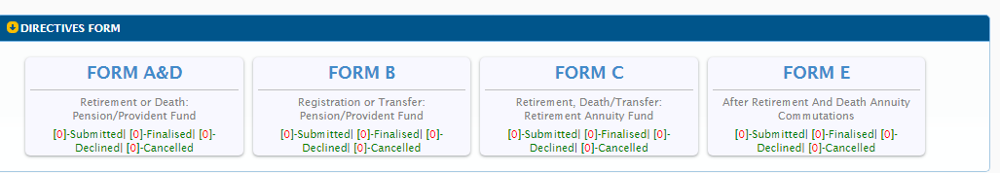 DIRECTIVES FORM
FORM A&D
Retirement or Death:
Pension/Provident Fund
[0]-Submitted| [0]-Finalised| [0]-
Declined| [0]-Cancelled
FORM B
Registration or Transfer:
Pension/Provident Fund
[0]-Submitted| [0]-Finalised| [0]-
Declined| [0]-Cancelled
FORM C
Retirement, Death/Transfer:
Retirement Annuity Fund
[0]-Submitted| [0]-Finalised| [0]-
Declined| [0]-Cancelled
FORM E
After Retirement And Death Annuity
Commutations
[0]-Submitted| [0]-Finalised| [0]-
Declined| [0]-Cancelled